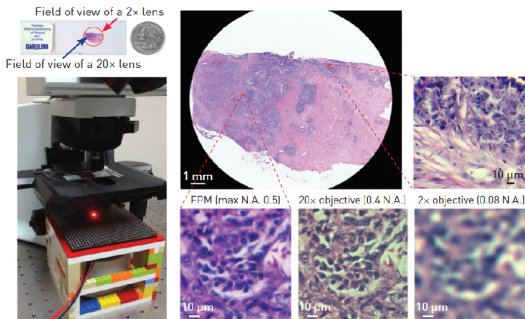 Field of view of a 2× lens
CAROLINA
Field of view of a 20× lens
1 mm
10 μm
FPM (max N.A. 0.5)
20× objective (0.4 N.A.)
2× objective (0.08 N.A.)
10 μm
10 μm
10 μm